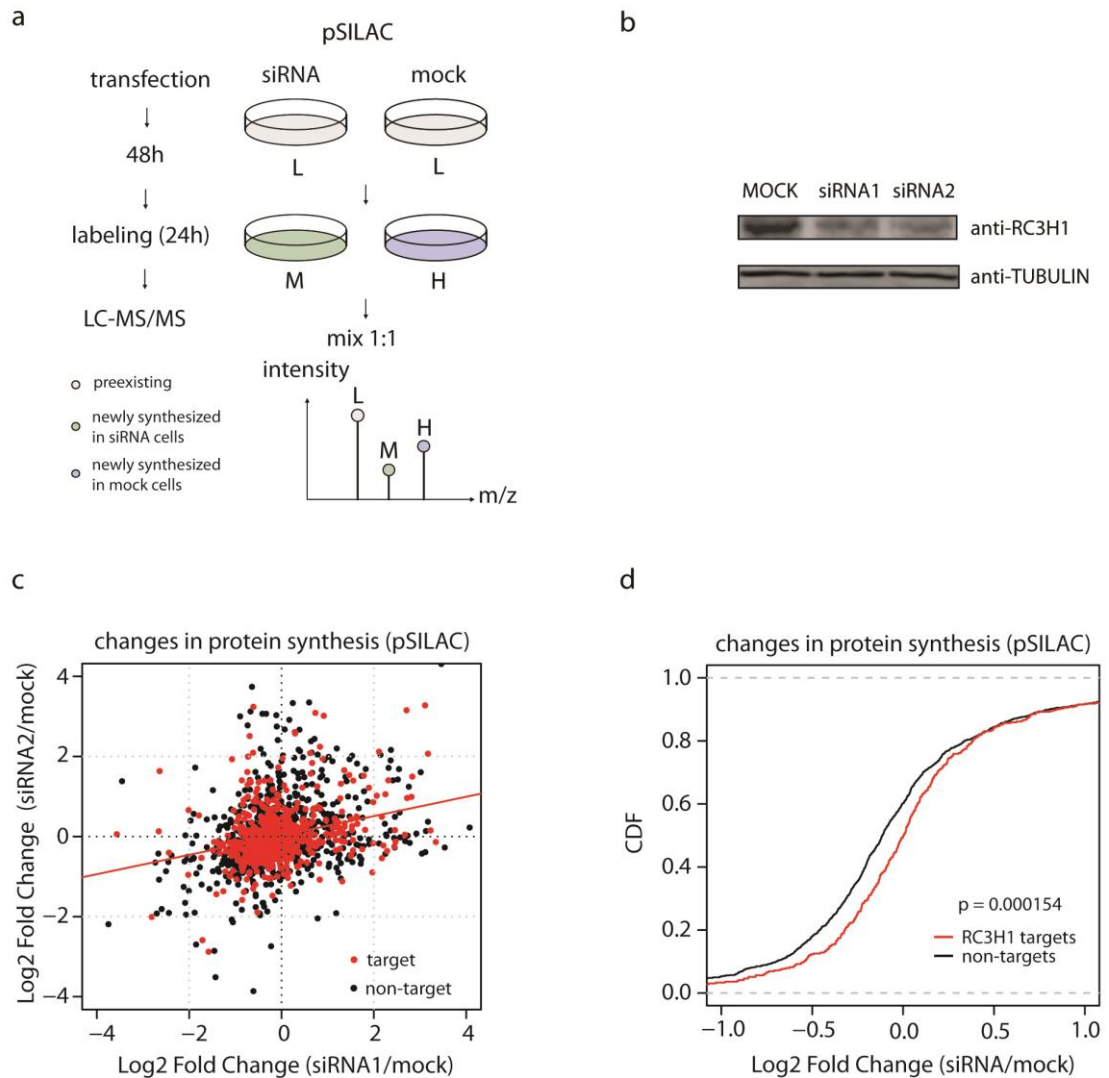 a
pSILAC
transfection
siRNA
mock
48h
L
L
labeling (24h)
M
H
LC-MS/MS
mix 1:1
intensity
preexisting
newly synthesized
in siRNA cells
newly synthesized
in mock cells
L
M
H
m/z
b
MOCK siRNA1 siRNA2
anti-RC3H1
anti-TUBULIN
c
changes in protein synthesis (pSILAC)
Log2 Fold Change (siRNA2/mock)
4
2
0
−2
−4
target
non-target
−4 −2 0 2 4
Log2 Fold Change (siRNA1/mock)
d
changes in protein synthesis (pSILAC)
CDF
1.0
0.8
0.6
0.4
0.2
0.0
p = 0.000154
RC3H1 targets
non-targets
−1.0 −0.5 0.0 0.5 1.0
Log2 Fold Change (siRNA/mock)